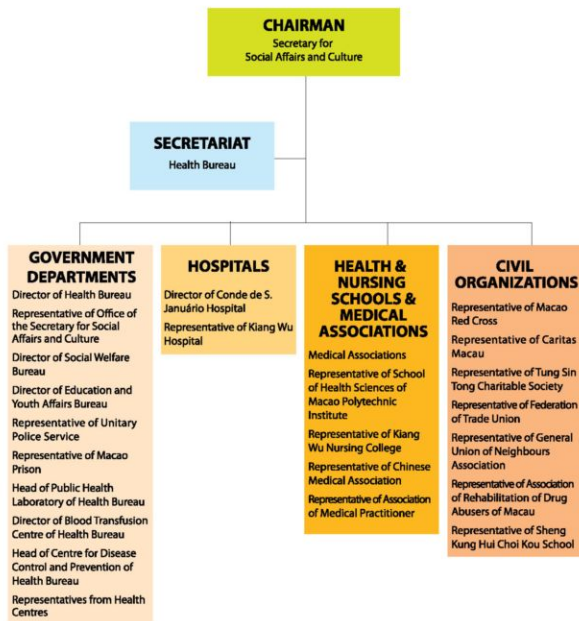 CHAIRMAN
Secretary for
Social Affairs and Culture
SECRETARIAT
Health Bureau
GOVERNMENT
DEPARTMENTS
Director of Health Bureau
Representative of Office of
the Secretary for Social
Affairs and Culture
Director of Social Welfare
Bureau
Director of Education and
Youth Affairs Bureau
Representative of Unitary
Police Service
Representative of Macao
Prison
Head of Public Health
Laboratory of Health Bureau
Director of Blood Transfusion
Centre of Health Bureau
Head of Centre for Disease
Control and Prevention of
Health Bureau
Representatives from Health
Centres
HOSPITALS
Director of Conde de S.
Januário Hospital
Representative of Kiang Wu
Hospital
HEALTH &
NURSING
SCHOOLS &
MEDICAL
ASSOCIATIONS
Medical Associations
Representative of School
of Health Sciences of
Macao Polytechnic
Institute
Representative of Kiang
Wu Nursing College
Representative of Chinese
Medical Association
Representative of Association
of Medical Practitioner
CIVIL
ORGANIZATIONS
Representative of Macao
Red Cross
Representative of Caritas
Macau
Representative of Tung Sin
Tong Charitable Society
Representative of Federation
of Trade Union
Representative of General
Union of Neighbours
Association
Representative of Association
of Rehabilitation of Drug
Abusers of Macau
Representative of Sheng
Kung Hui Choi Kou School